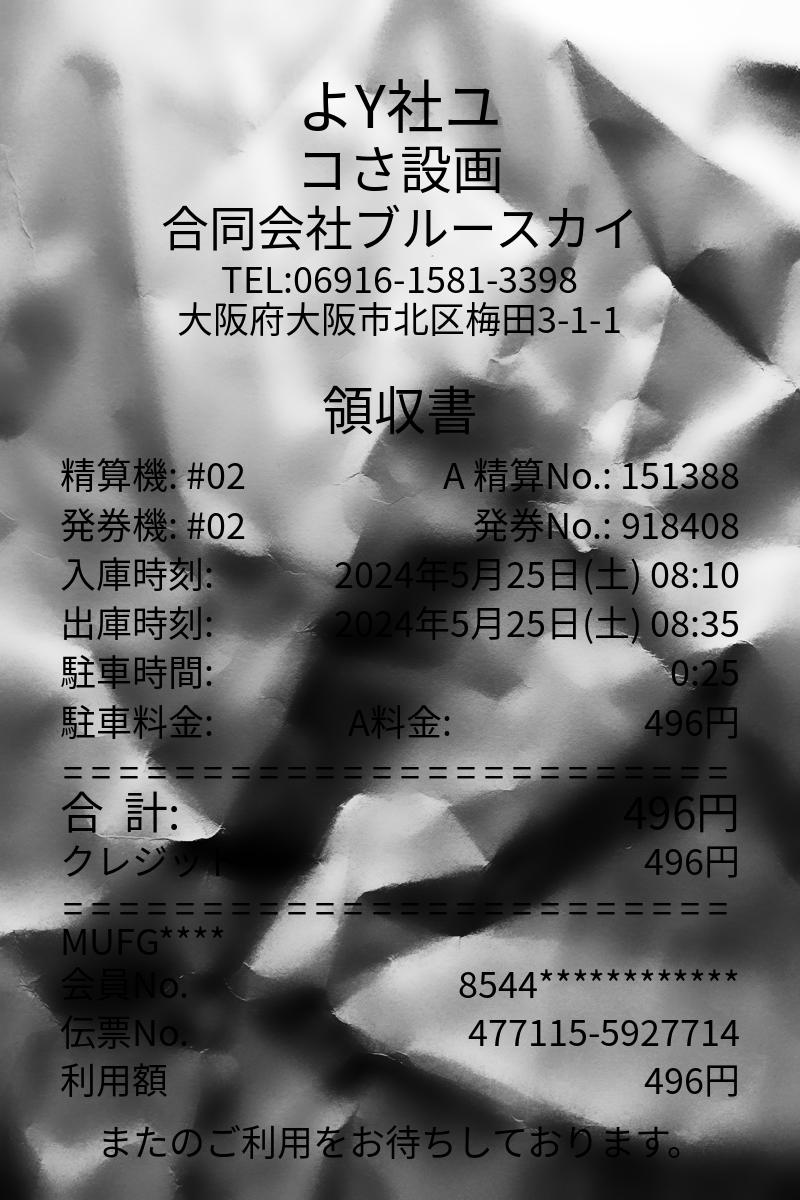 よY社ユ
コさ設画
合同会社ブルースカイ
TEL:06916-1581-3398
大阪府大阪市北区梅田3-1-1
領収書
精算機: #02 A 精算No.: 151388
発券機: #02 発券No.: 918408
入庫時刻: 2024年5月25日(土) 08:10
出庫時刻: 2024年5月25日(土) 08:35
駐車時間: 0:25
駐車料金: A料金: 496円
========================
合 計: 496円
クレジット 496円
========================
MUFG****
会員No. 8544************
伝票No. 477115-5927714
利用額 496円
またのご利用をお待ちしております。